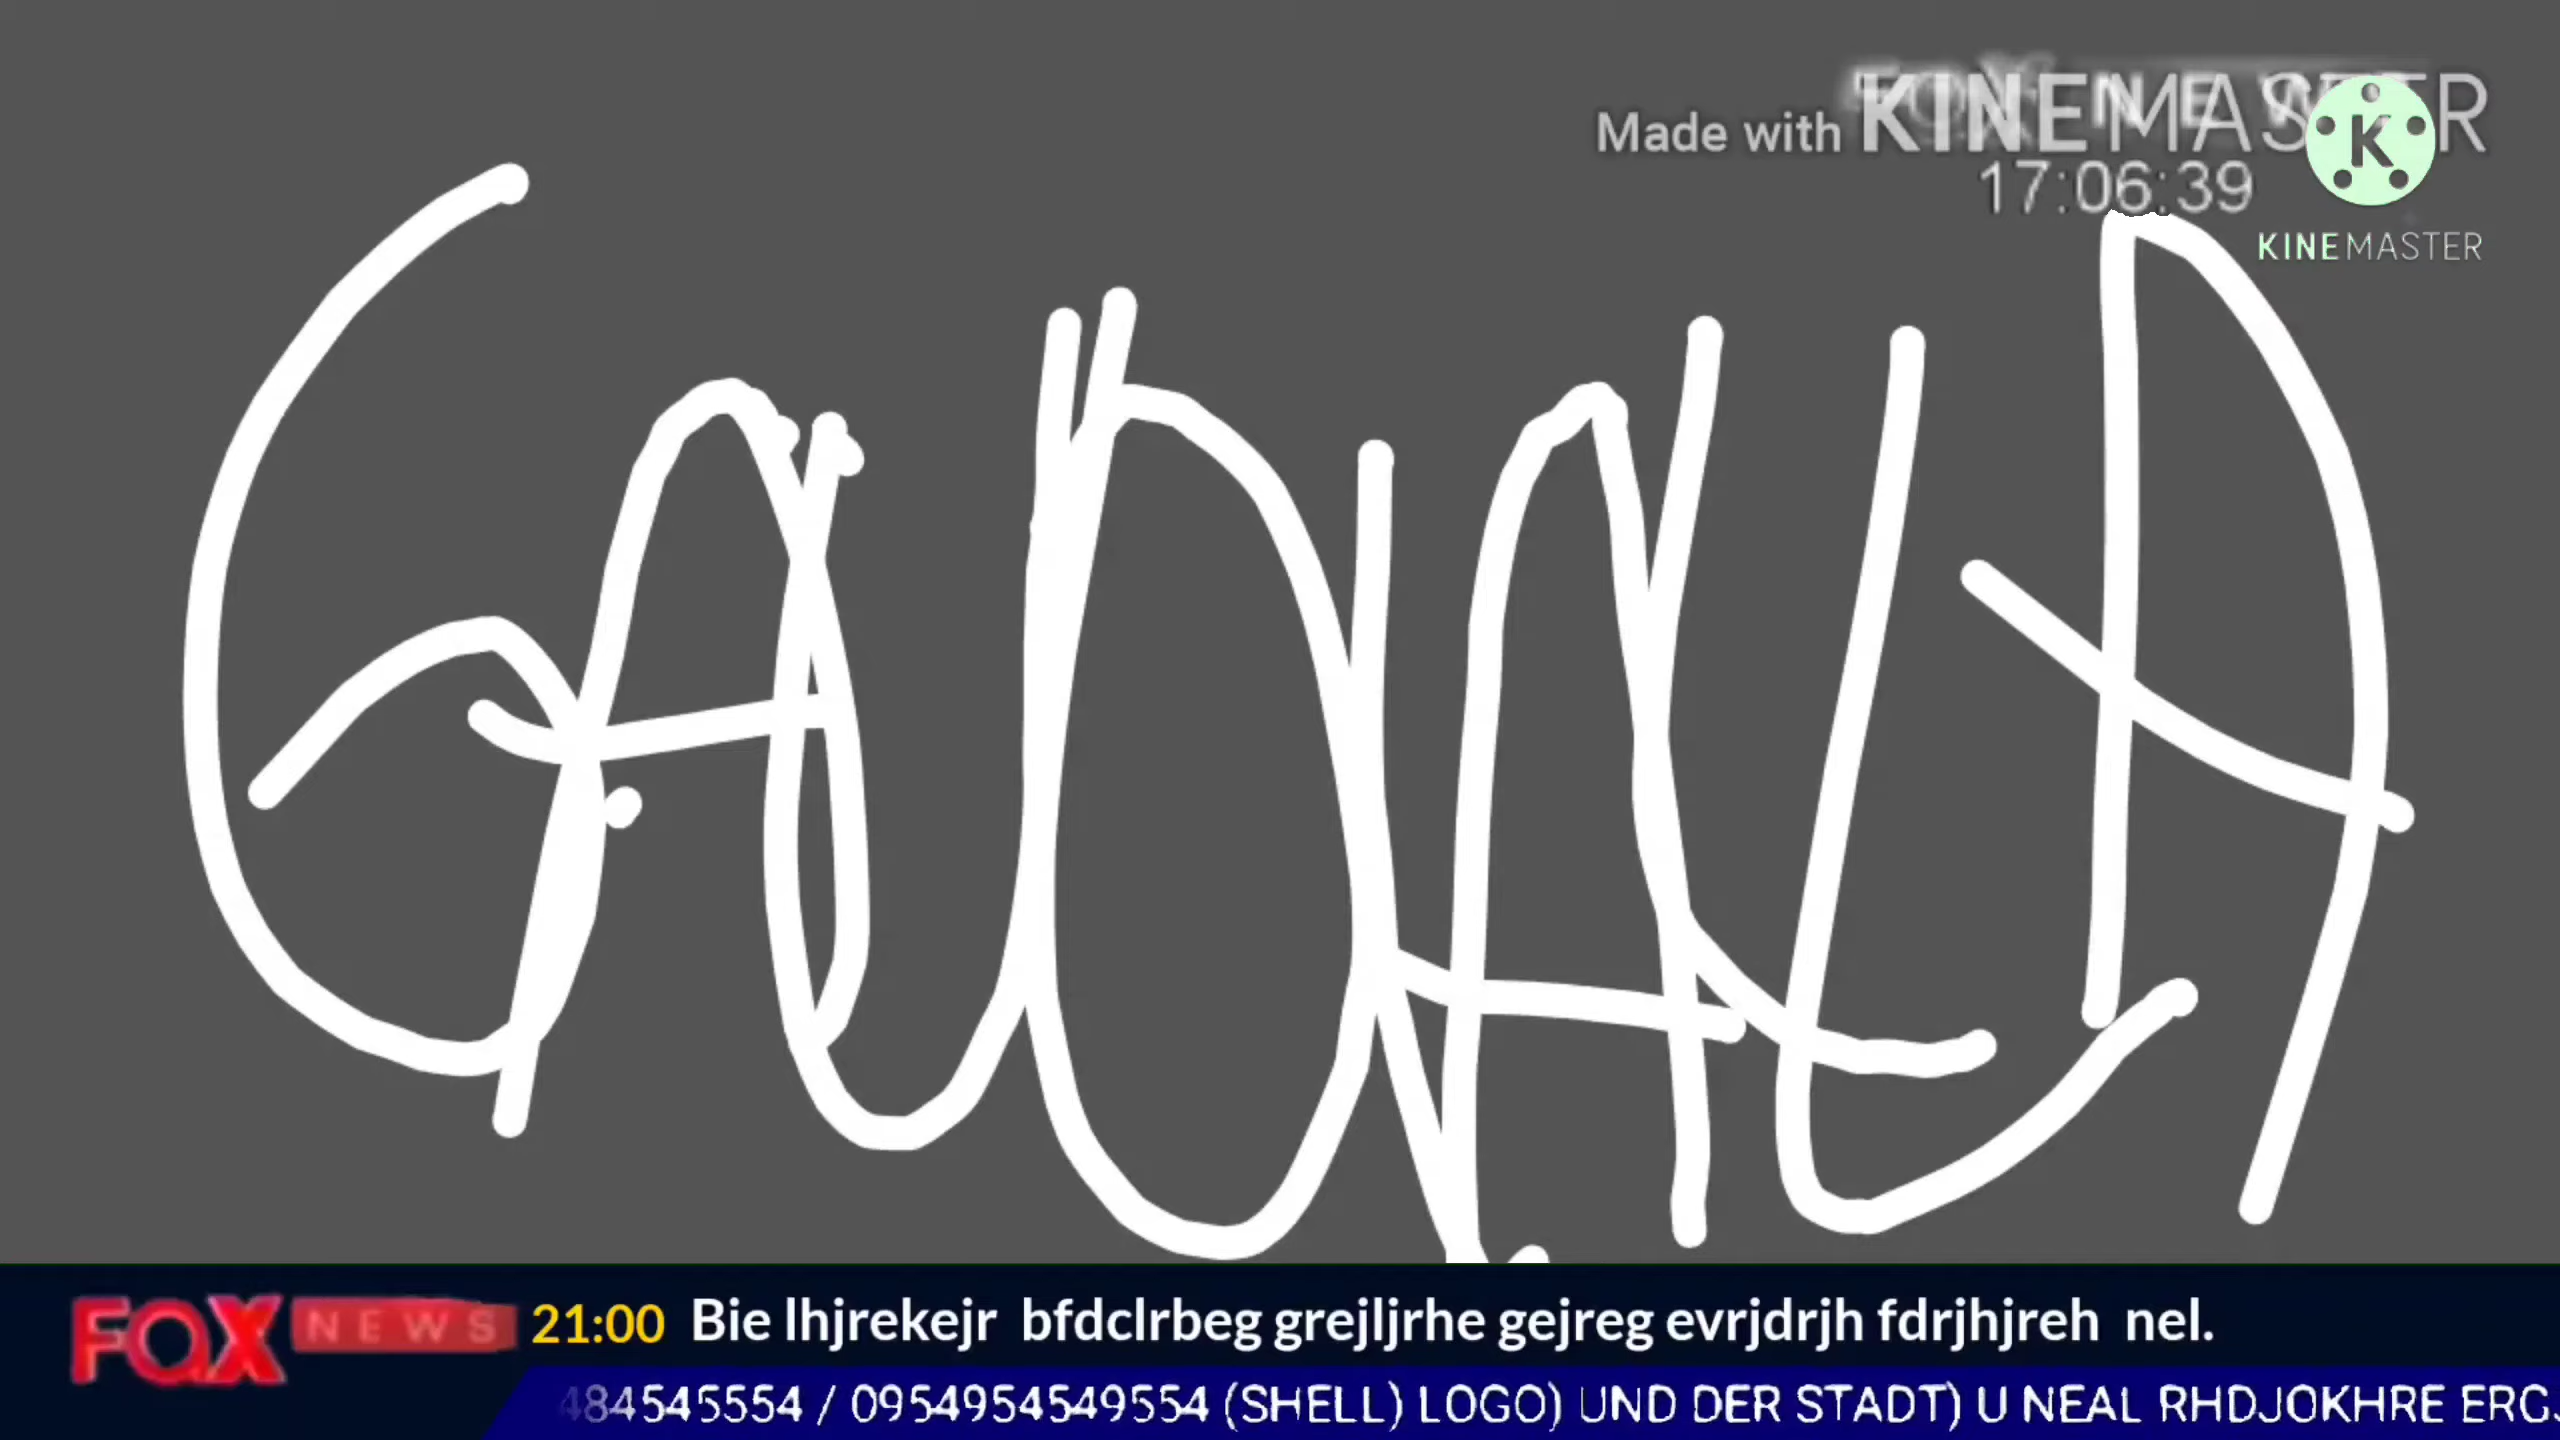 Made with KINEMASTER
17:06:39
K
KINEMASTER
FOX NEWS 21:00 Bie lhjrekejr bfdclrbeg grejljrhe gejreg evrjdrjh fdrjhjreh nel.
484545554 / 0954954549554 (SHELL) LOGO) UND DER STADT) U NEAL RHDJOKHRE